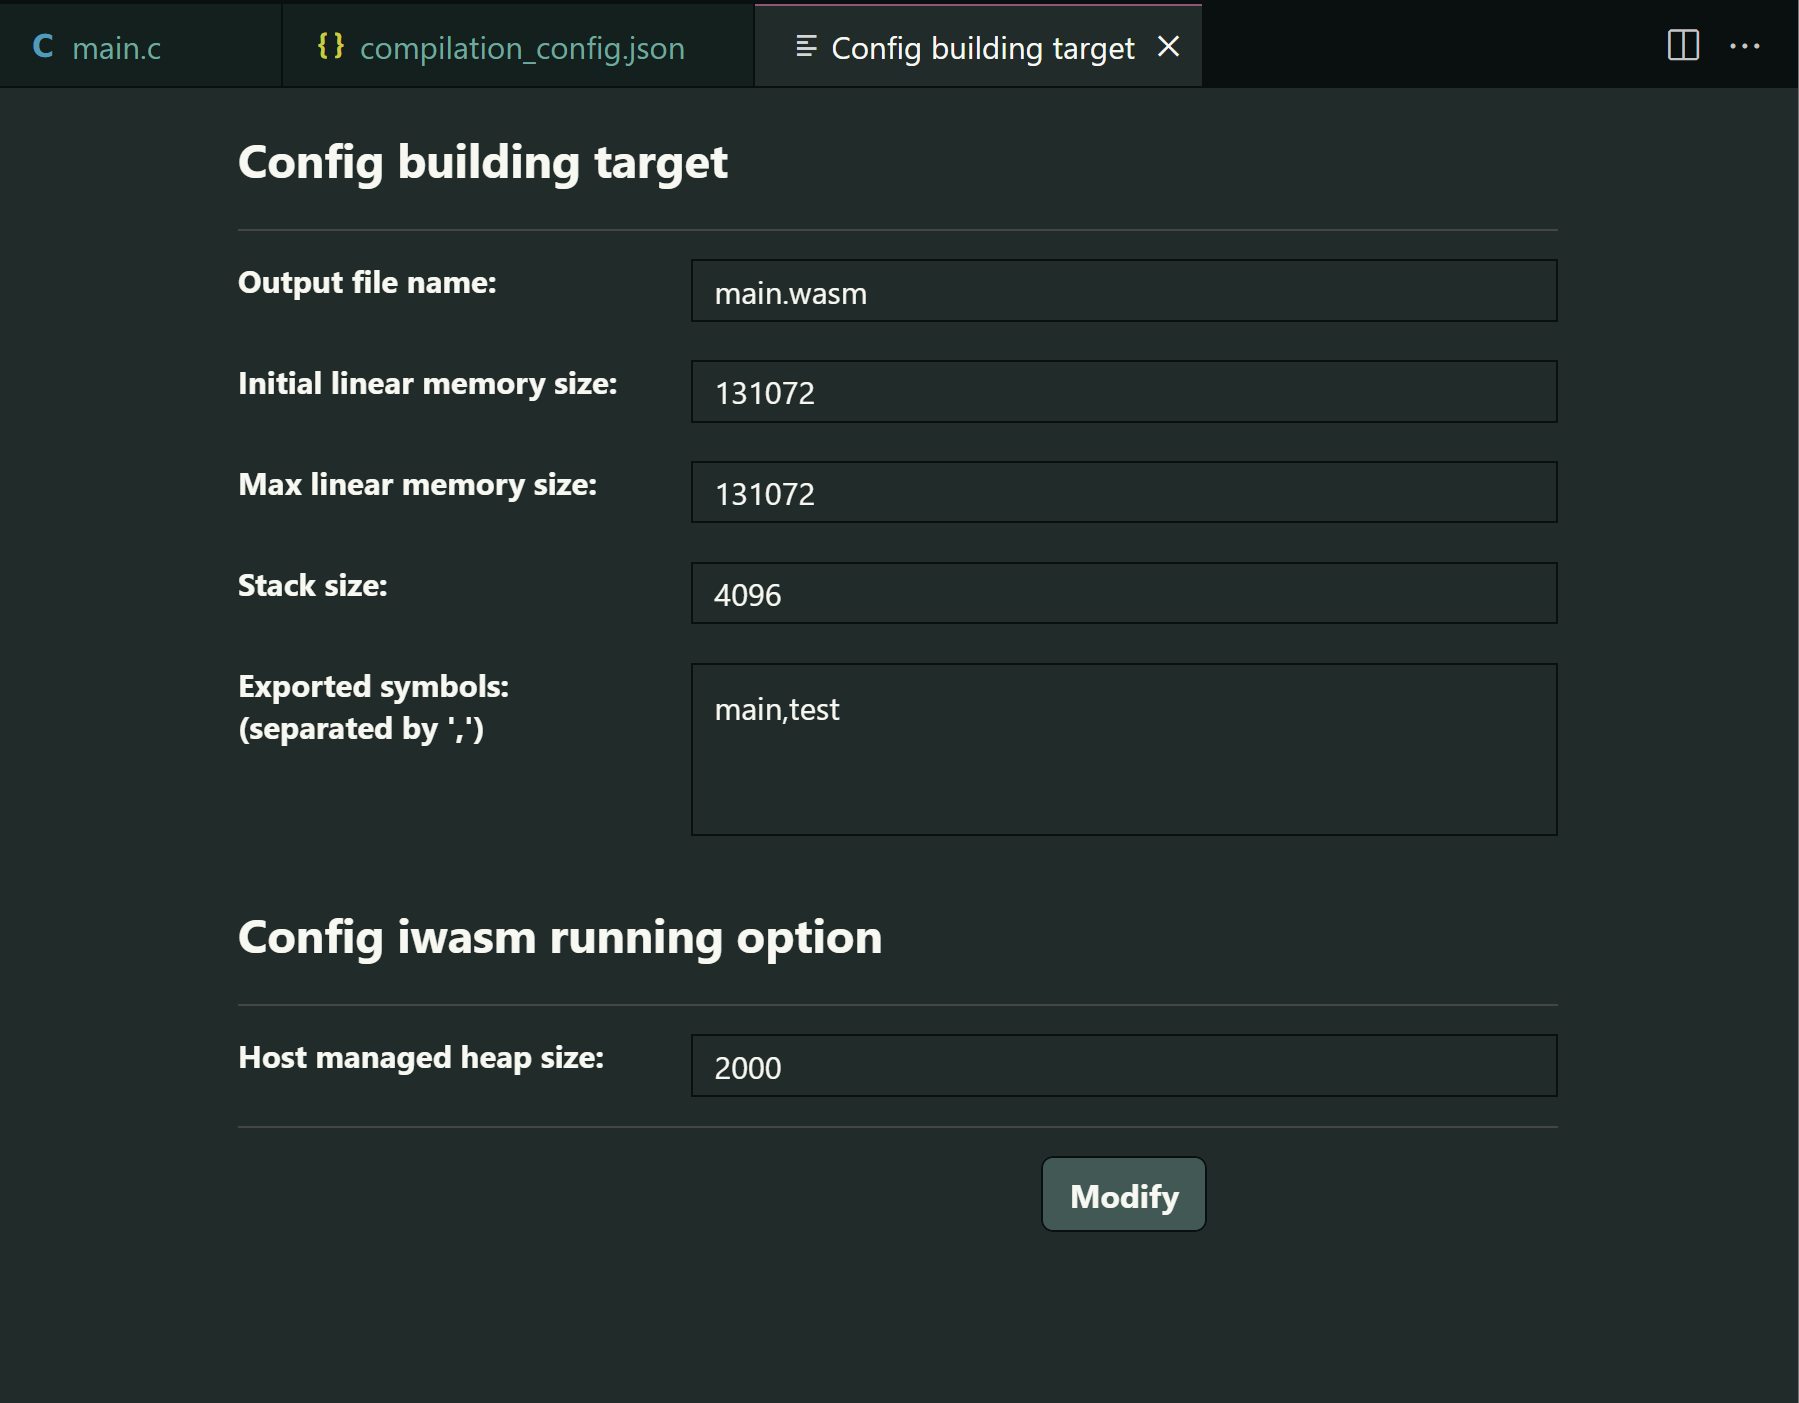 C main.c
{} compilation_config.json
Config building target
Config building target
Output file name:
main.wasm
Initial linear memory size:
131072
Max linear memory size:
131072
Stack size:
4096
Exported symbols:
(separated by ',')
main,test
Config iwasm running option
Host managed heap size:
2000
Modify